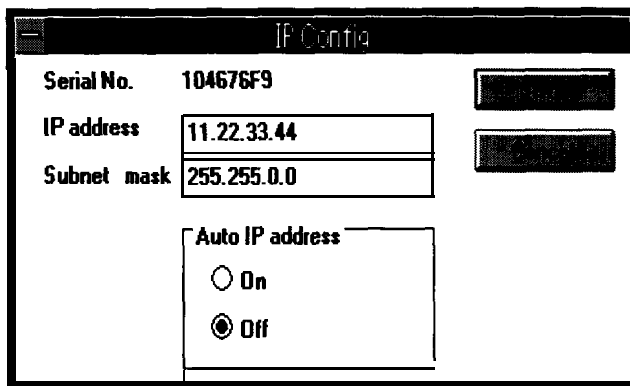 IP Config
Serial No. 104676F9
IP address 11.22.33.44
Subnet mask 255.255.0.0
Auto IP address
On
Off